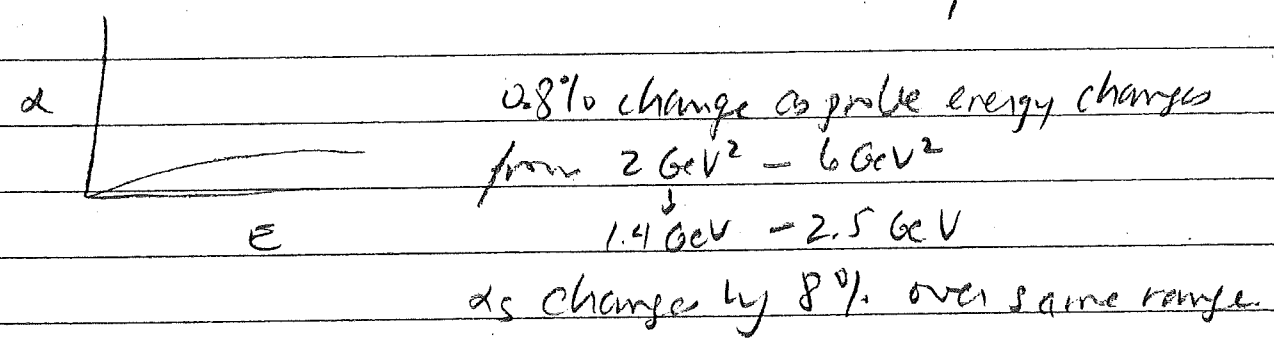 α
0.8% change as probe energy changes
from 2 GeV² - 6 GeV²
↓
E 1.4 GeV - 2.5 GeV
αs changes by 8% over same range.